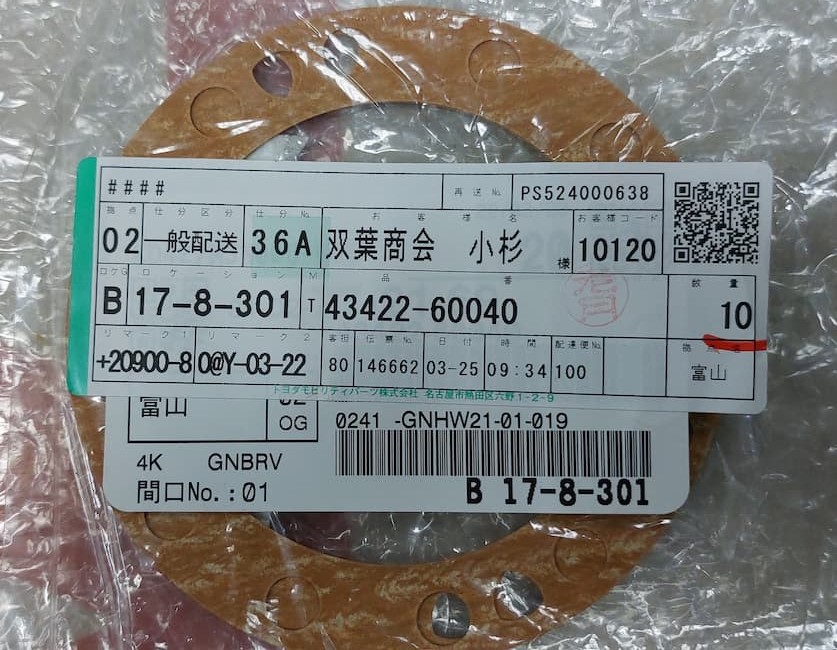 ####
再送 No. PS524000638
拠点 仕分区分 仕分No. お客様名 お客様コード
02 一般配送 36A 双葉商会 小杉 様 10120
ロケG ロケーション M 品番 数量
B 17-8-301 T 43422-60040 10
リマーク1 リマーク2 客担 伝票No. 日付 時間 配達便No. 拠点名
+20900-8 0@Y-03-22 80 146662 03-25 09:34 100 富山
トヨタモビリティパーツ株式会社 名古屋市熱田区六野1-2-9
富山
OG
0241 -GNHW21-01-019
4K GNBRV
間口No.:01
B 17-8-301